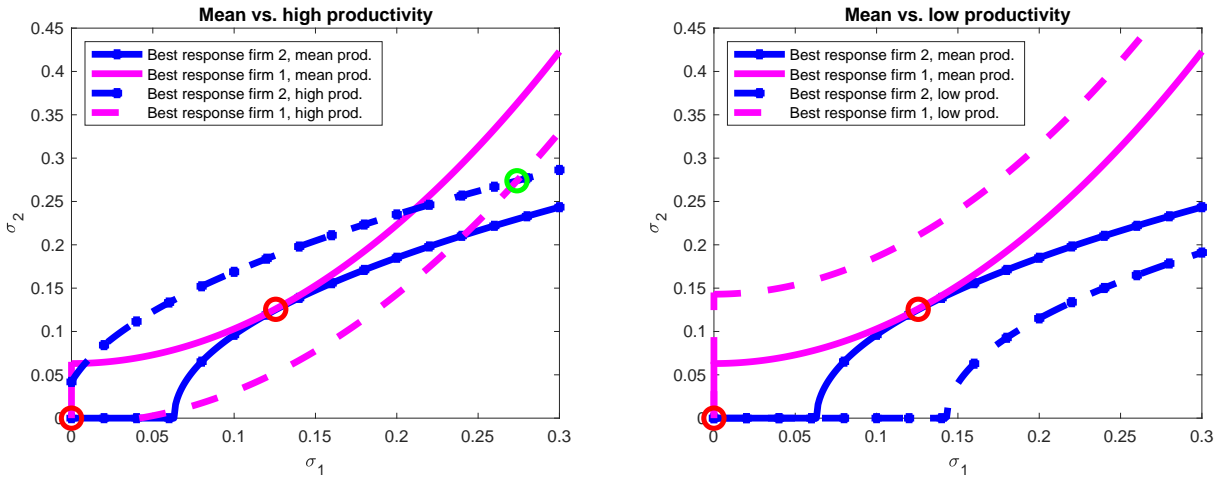 Mean vs. high productivity
0.45
0.4
0.35
0.3
0.25
0.2
0.15
0.1
0.05
0
σ2
Best response firm 2, mean prod.
Best response firm 1, mean prod.
Best response firm 2, high prod.
Best response firm 1, high prod.
0 0.05 0.1 0.15 0.2 0.25 0.3
σ1
Mean vs. low productivity
0.45
0.4
0.35
0.3
0.25
0.2
0.15
0.1
0.05
0
σ2
Best response firm 2, mean prod.
Best response firm 1, mean prod.
Best response firm 2, low prod.
Best response firm 1, low prod.
0 0.05 0.1 0.15 0.2 0.25 0.3
σ1